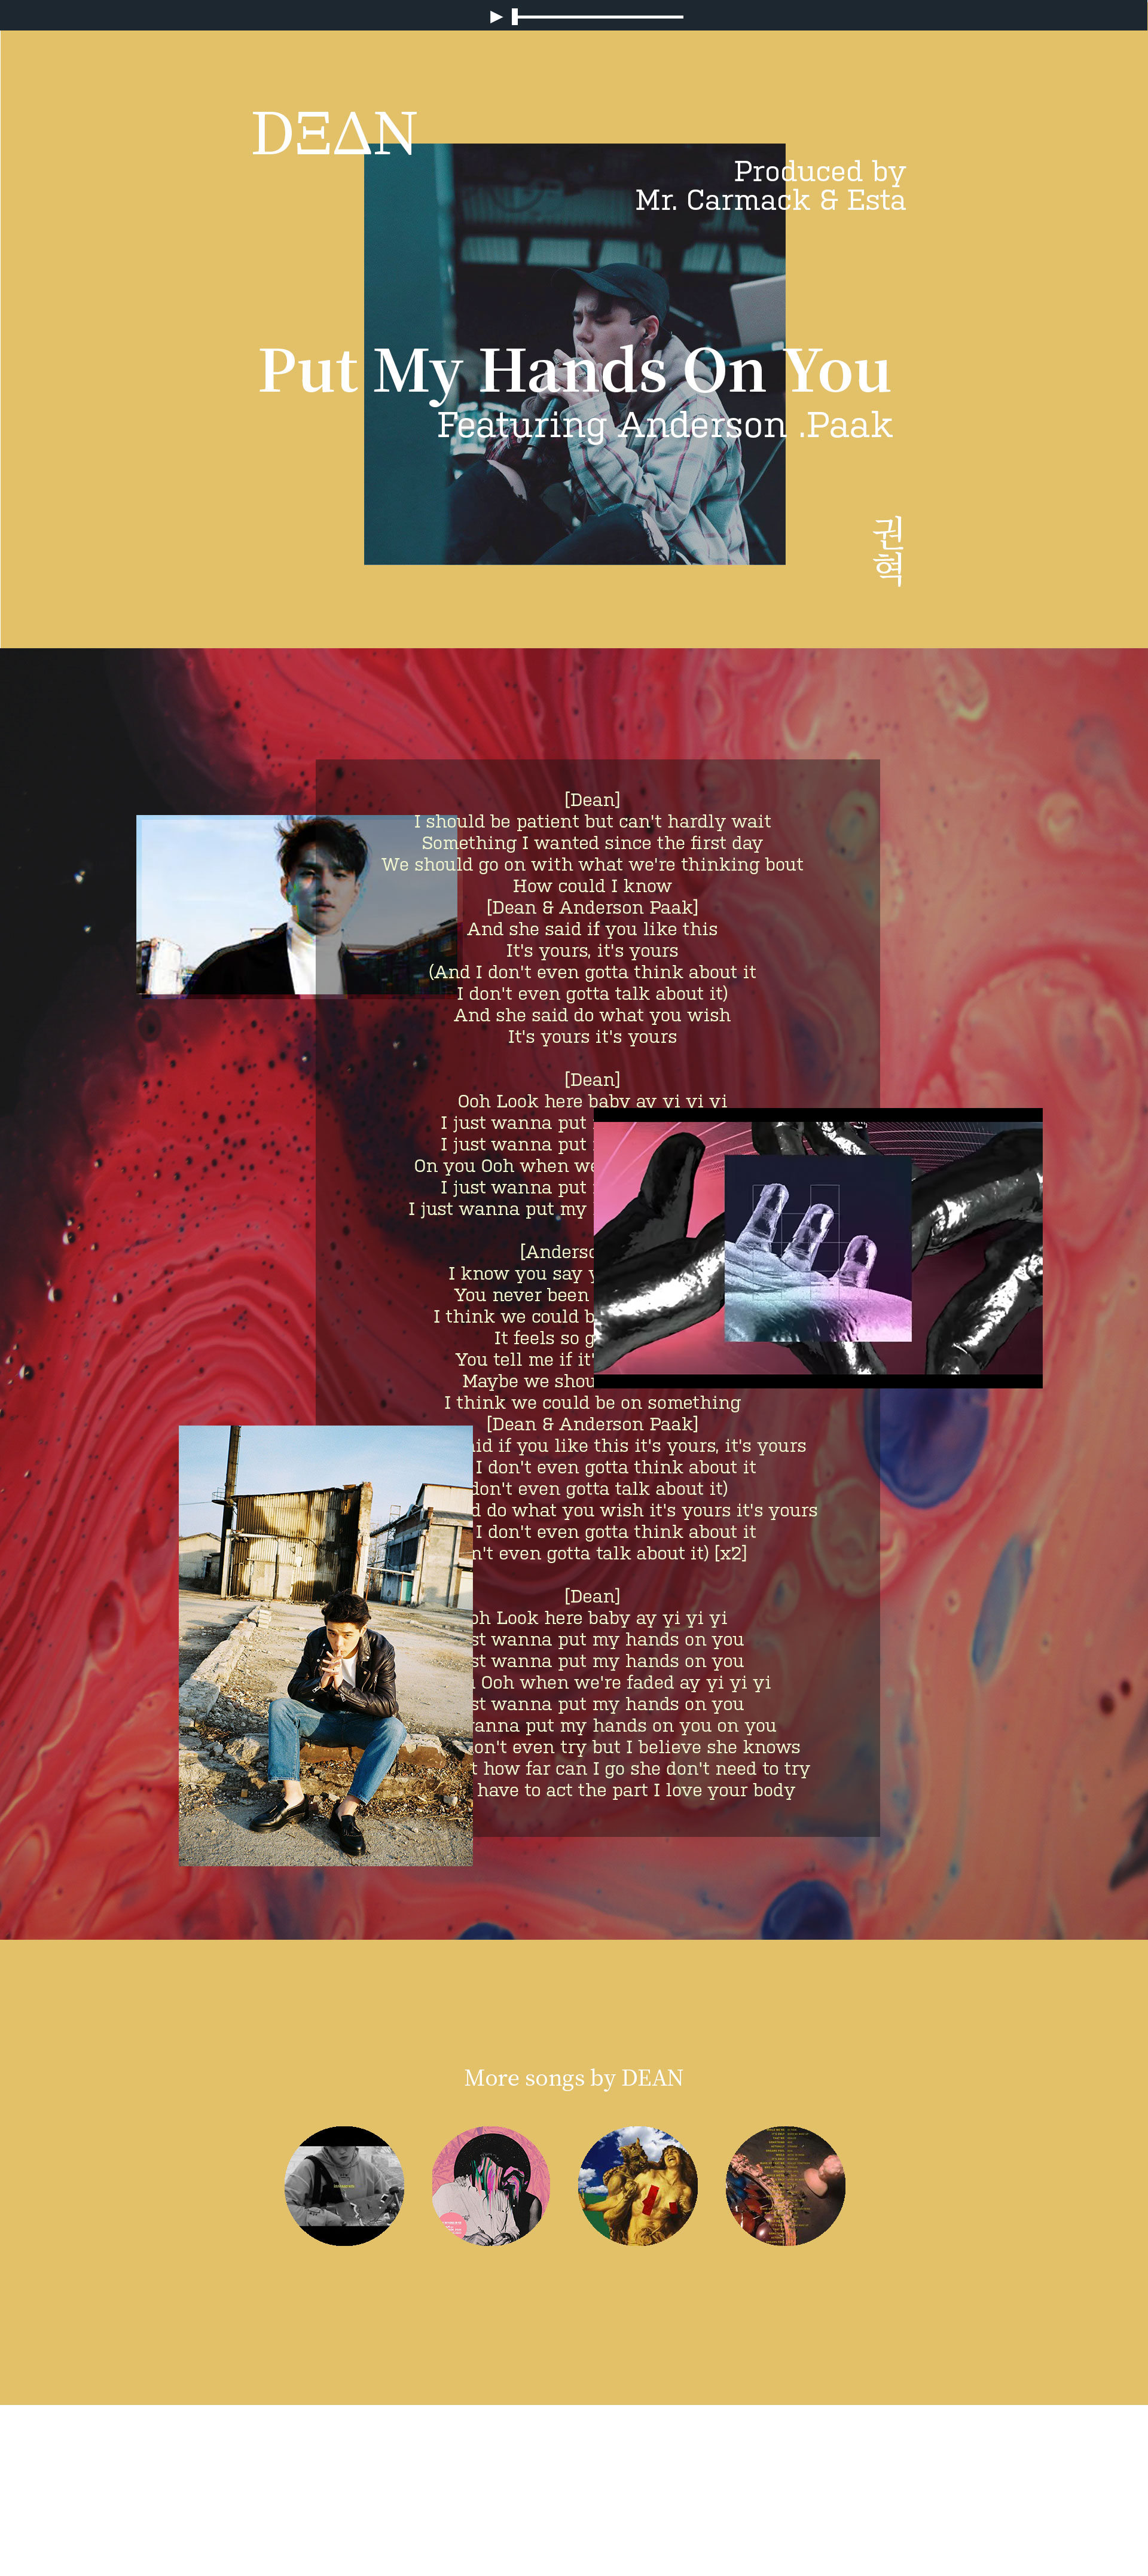 DΞΔN
Produced by
Mr. Carmack & Esta
Put My Hands On You
Featuring Anderson .Paak
권
혁
[Dean]
I should be patient but can't hardly wait
Something I wanted since the first day
We should go on with what we're thinking bout
How could I know
[Dean & Anderson Paak]
And she said if you like this
It's yours, it's yours
(And I don't even gotta think about it
I don't even gotta talk about it)
And she said do what you wish
It's yours it's yours
[Dean]
Ooh Look here baby ay yi yi yi
I just wanna put
I just wanna put
On you Ooh when we
I just wanna put
I just wanna put my
[Anderso
I know you say
You never been
I think we could b
It feels so g
You tell me if it'
Maybe we shou
I think we could be on something
[Dean & Anderson Paak]
id if you like this it's yours, it's yours
I don't even gotta think about it
don't even gotta talk about it)
d do what you wish it's yours it's yours
I don't even gotta think about it
n't even gotta talk about it) [x2]
[Dean]
oh Look here baby ay yi yi yi
st wanna put my hands on you
st wanna put my hands on you
Ooh when we're faded ay yi yi yi
st wanna put my hands on you
anna put my hands on you on you
on't even try but I believe she knows
t how far can I go she don't need to try
have to act the part I love your body
More songs by DEAN